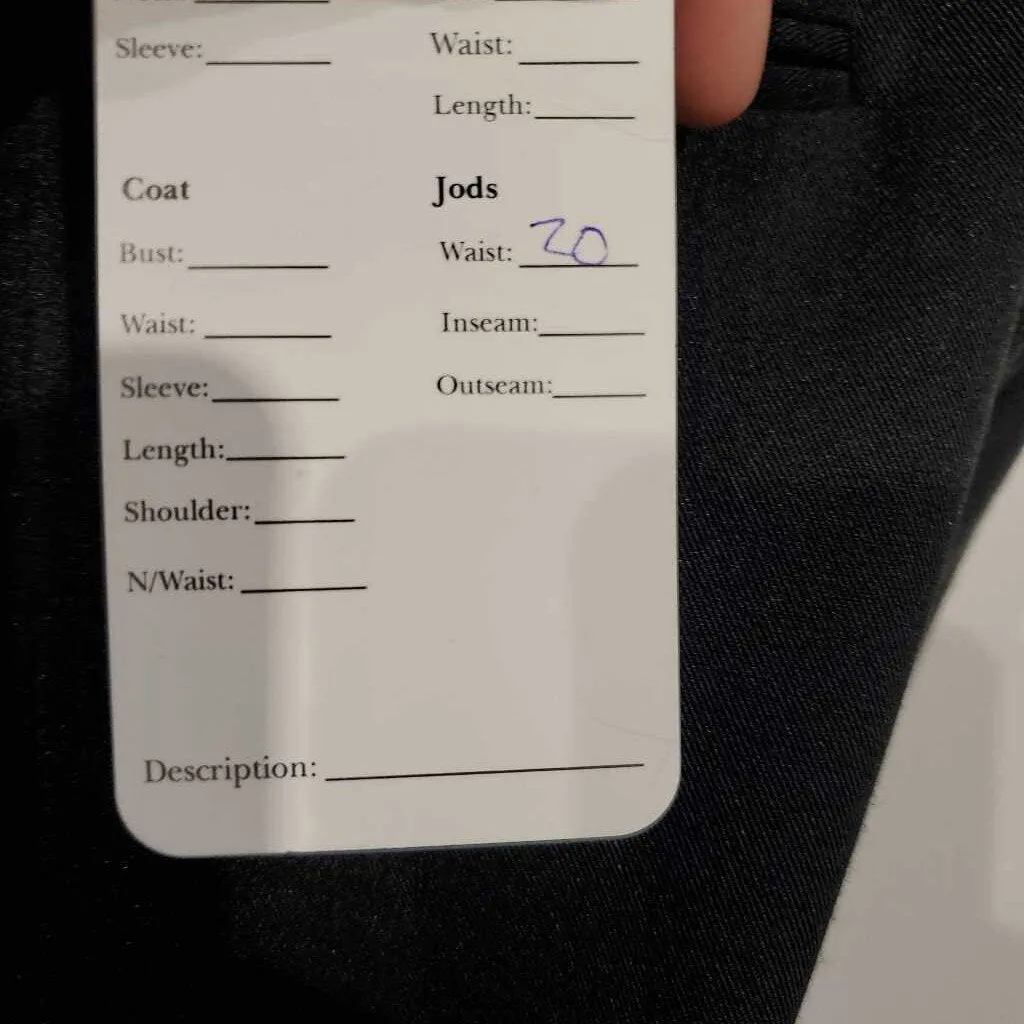 Sleeve: Waist:
Length:
Coat Jods
Bust: Waist: 20
Waist: Inseam:
Sleeve: Outseam:
Length:
Shoulder:
N/Waist:
Description: